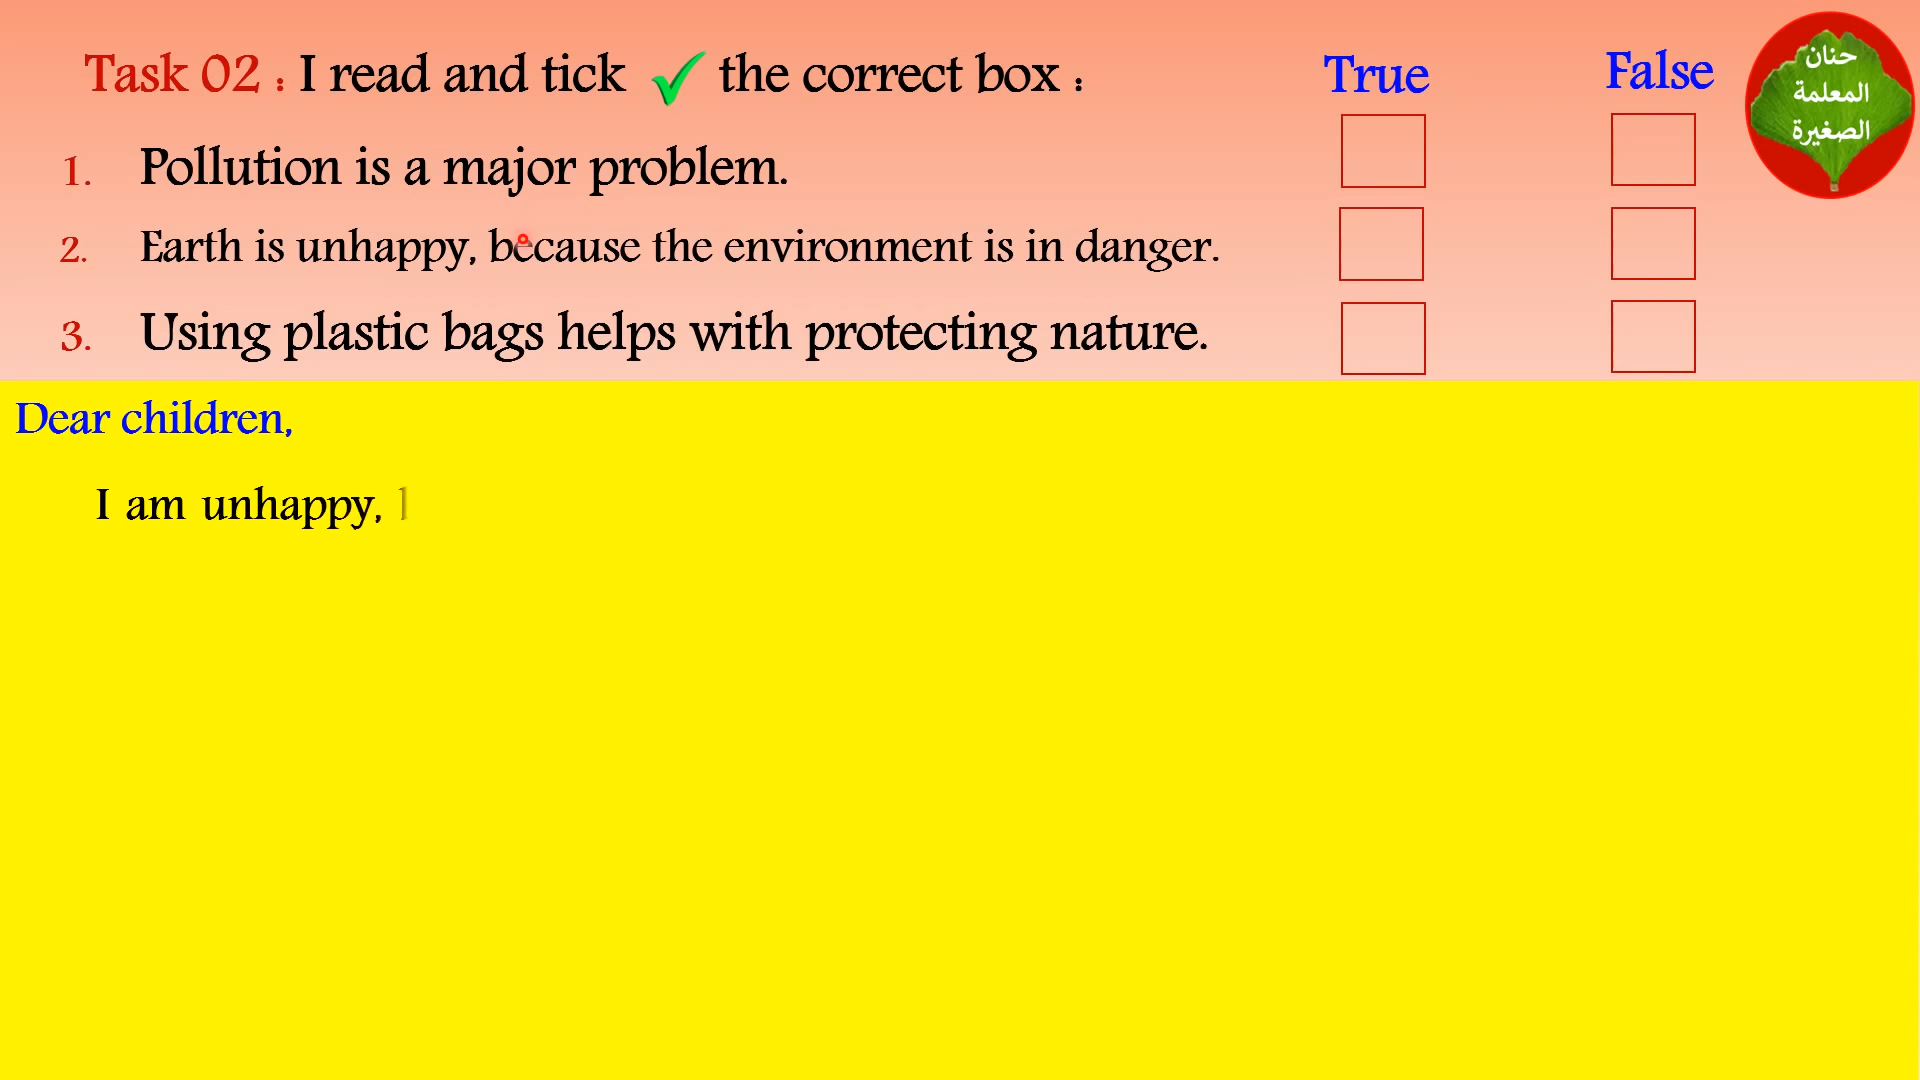 Task 02 : I read and tick the correct box :
True
False
حنان
المعلمة
الصغيرة
1. Pollution is a major problem.
2. Earth is unhappy, because the environment is in danger.
3. Using plastic bags helps with protecting nature.
Dear children,
I am unhappy,